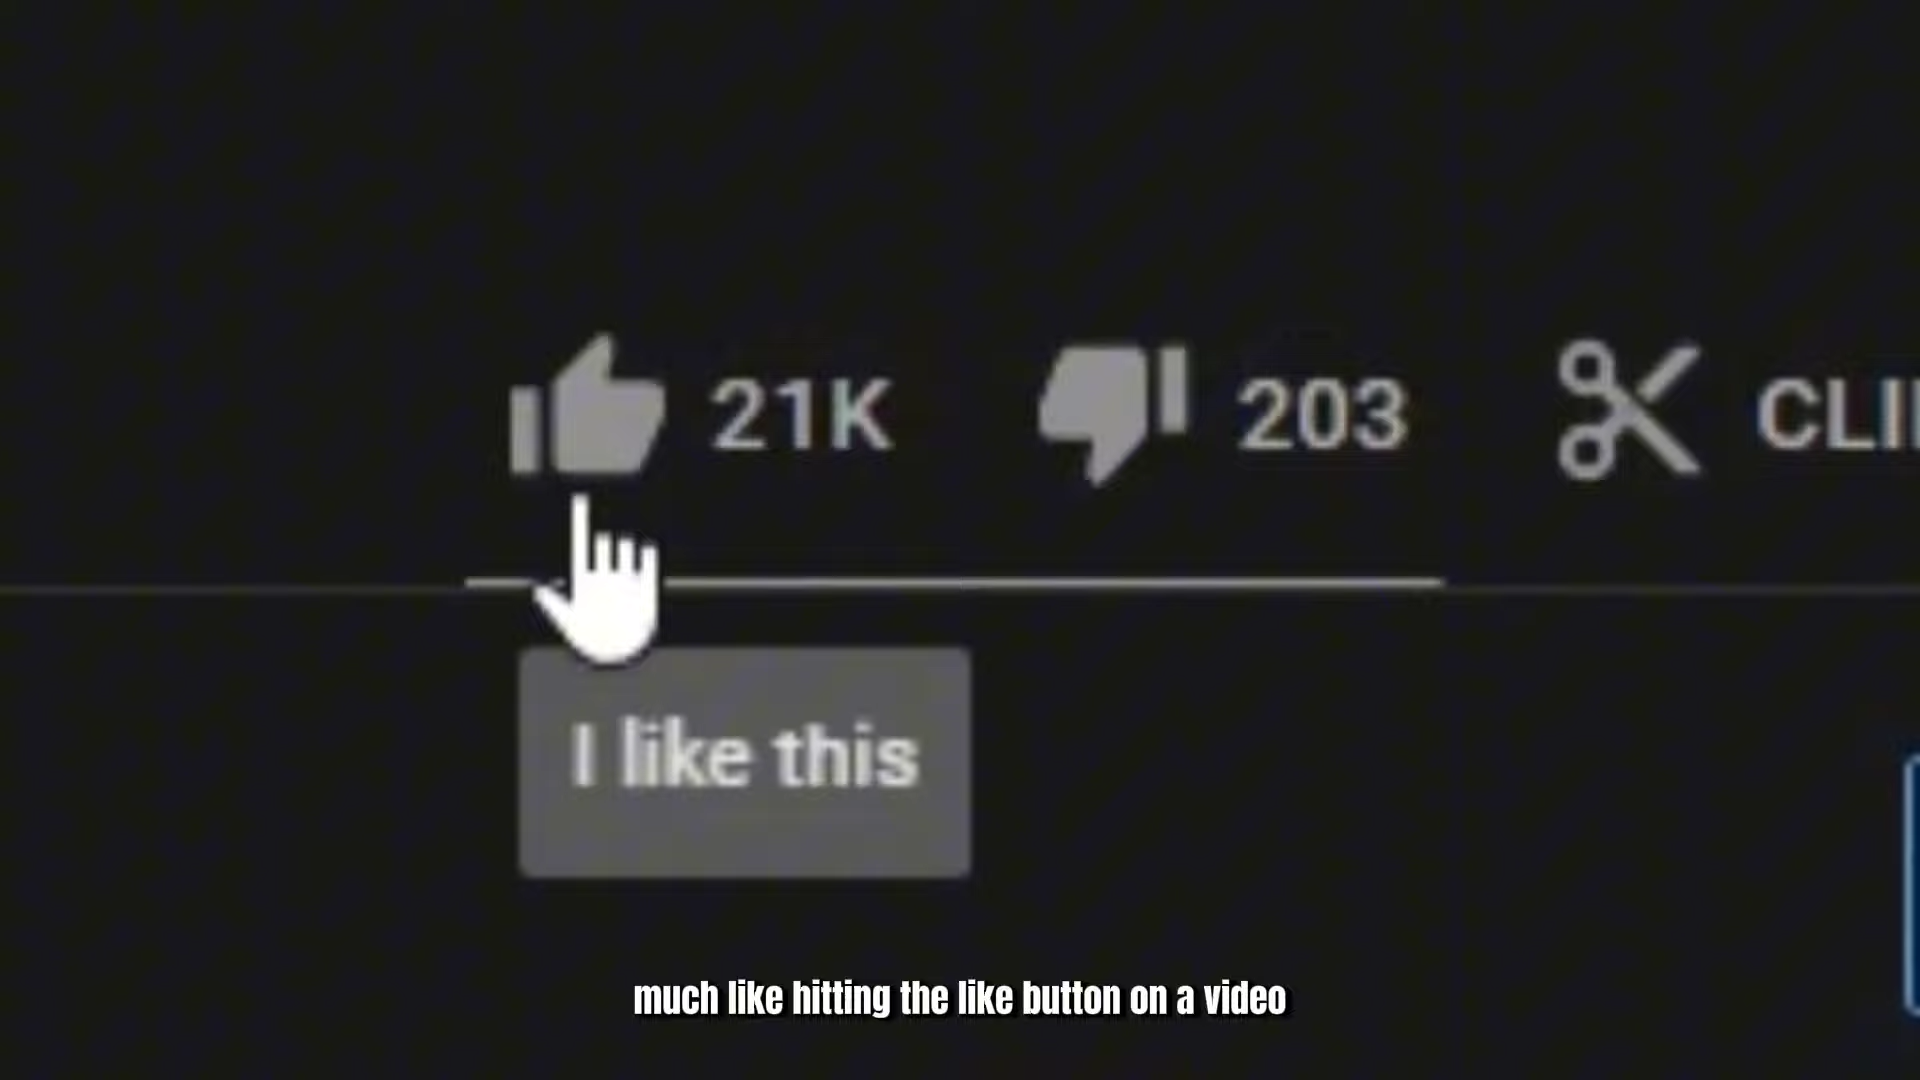 21K 203 CLI
I like this
much like hitting the like button on a video